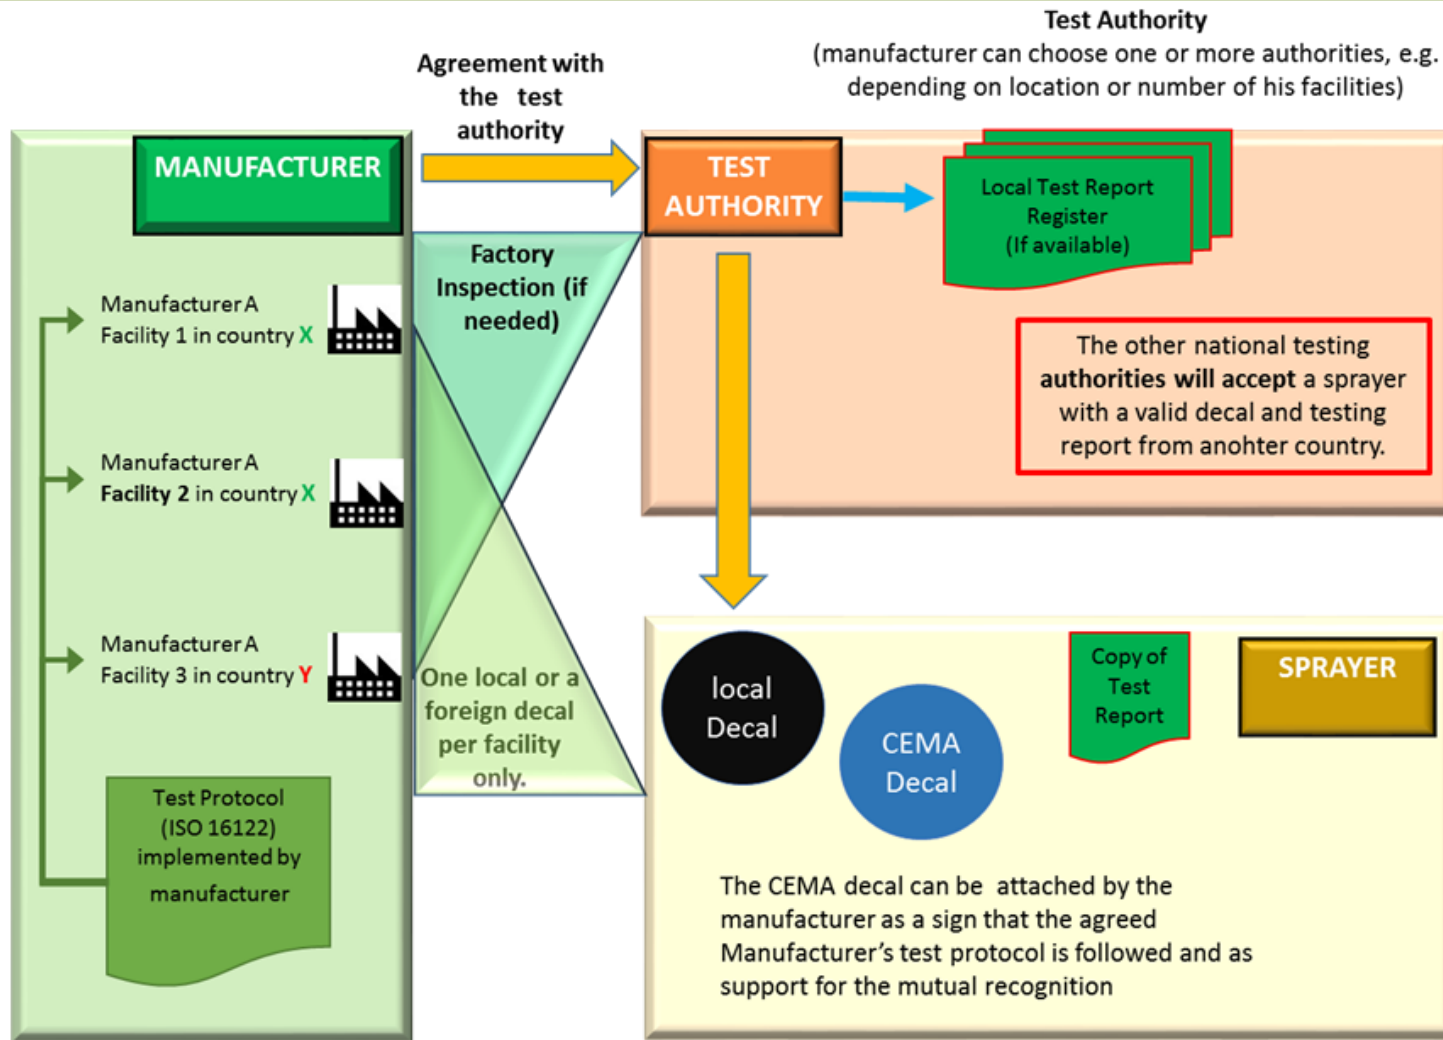 Test Authority
(manufacturer can choose one or more authorities, e.g.
depending on location or number of his facilities)
Agreement with
the test
authority
MANUFACTURER
TEST
AUTHORITY
Local Test Report
Register
(If available)
Factory
Inspection (if
needed)
Manufacturer A
Facility 1 in country X
The other national testing
authorities will accept a sprayer
with a valid decal and testing
report from anohter country.
Manufacturer A
Facility 2 in country X
Manufacturer A
Facility 3 in country Y
One local or a
foreign decal
per facility
only.
local
Decal
CEMA
Decal
Copy of
Test
Report
SPRAYER
Test Protocol
(ISO 16122)
implemented by
manufacturer
The CEMA decal can be attached by the
manufacturer as a sign that the agreed
Manufacturer's test protocol is followed and as
support for the mutual recognition